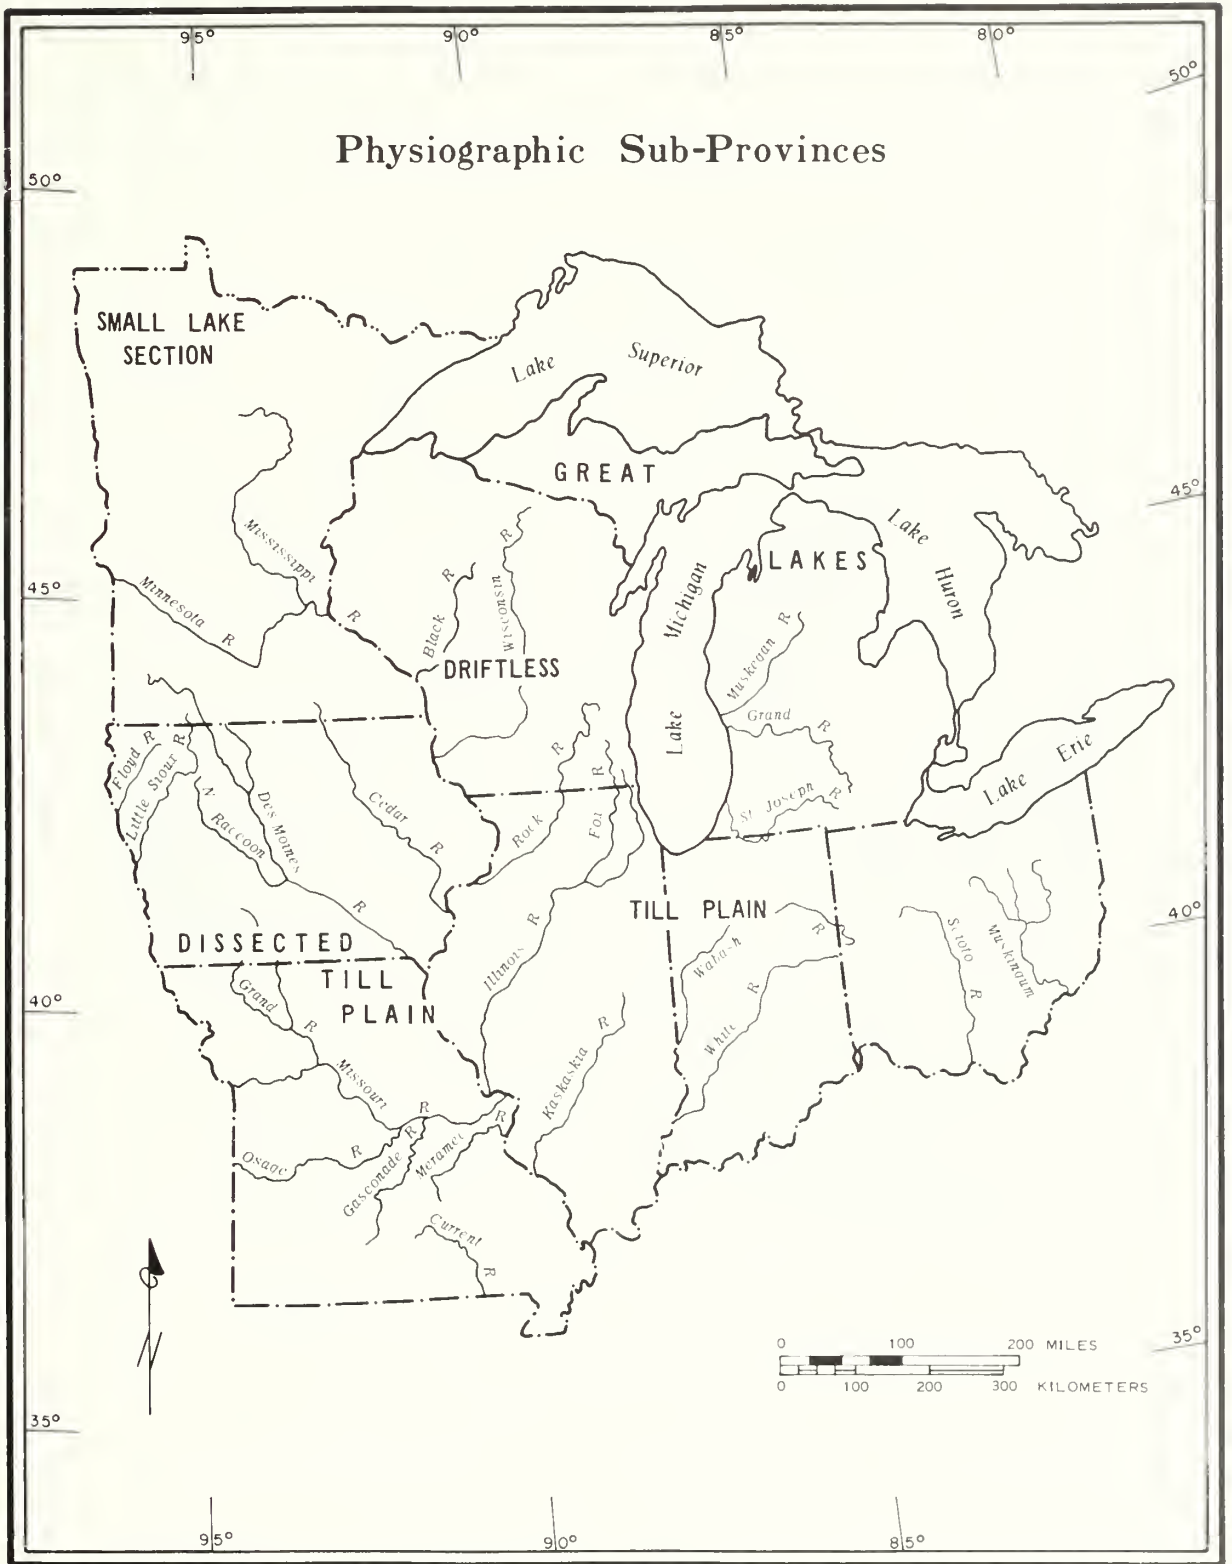 95° 90° 85° 80°
50°
Physiographic Sub-Provinces
50°
SMALL LAKE
SECTION
Lake Superior
GREAT
45°
Lake Huron
LAKES
Mississippi R
Wisconsin R
Black R
Lake Michigan
45°
Minnesota R
Muskegan R
DRIFTLESS
Grand R
Floyd R
Little Sioux R
N Raccoon
Des Moines R
Cedar R
Rock R
Fox R
St Joseph R
Lake Erie
TILL PLAIN
40°
Wabash R
Scioto R
Muskingum
DISSECTED
TILL
PLAIN
Illinois R
Grand R
White R
40°
Missouri R
Kaskaskia R
Osage R
Gasconade R
Meramec R
Current R
0 100 200 MILES
0 100 200 300 KILOMETERS
35°
35°
95° 90° 85°